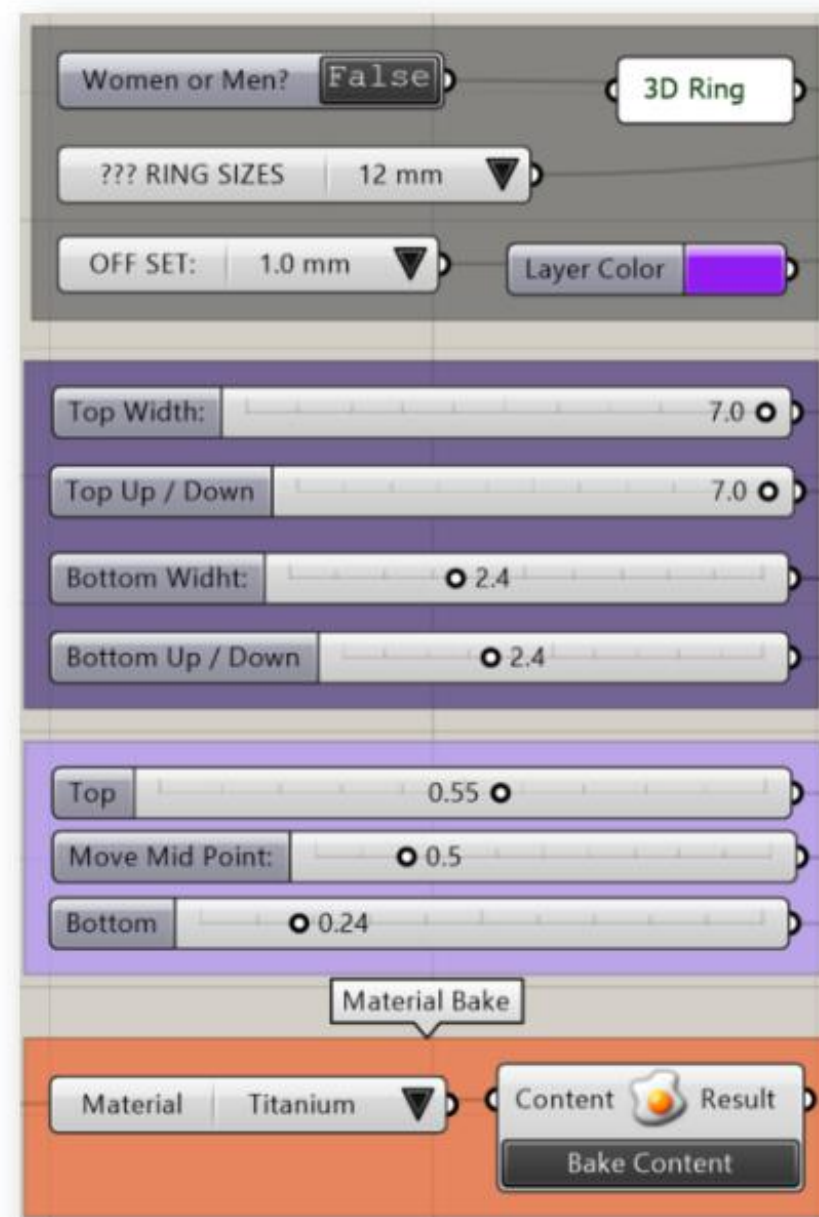 Women or Men? False 3D Ring
??? RING SIZES 12 mm
OFF SET: 1.0 mm Layer Color
Top Width: 7.0
Top Up / Down 7.0
Bottom Widht: 2.4
Bottom Up / Down 2.4
Top 0.55
Move Mid Point: 0.5
Bottom 0.24
Material Bake
Material Titanium Content Result
Bake Content